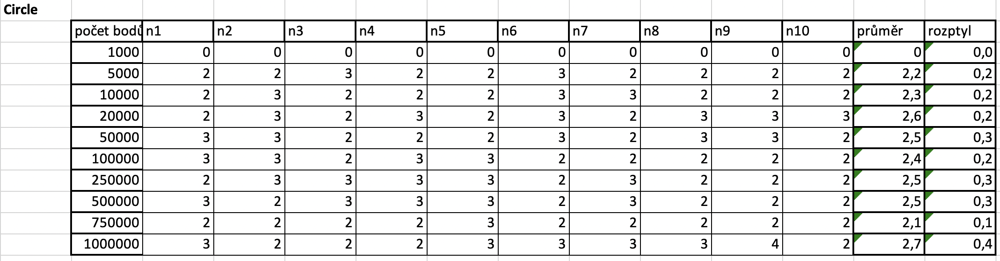 Circle
počet bodů n1 n2 n3 n4 n5 n6 n7 n8 n9 n10 průměr rozptyl
1000 0 0 0 0 0 0 0 0 0 0 0 0,0
5000 2 2 3 2 2 3 2 2 2 2 2,2 0,2
10000 2 3 2 2 2 3 3 2 2 2 2,3 0,2
20000 2 3 2 3 2 3 2 3 3 3 2,6 0,2
50000 3 3 2 2 2 3 2 3 3 2 2,5 0,3
100000 3 3 2 3 3 2 2 2 2 2 2,4 0,2
250000 2 3 3 3 3 2 3 2 2 2 2,5 0,3
500000 3 2 3 3 3 2 3 2 2 2 2,5 0,3
750000 2 2 2 2 3 2 2 2 2 2 2,1 0,1
1000000 3 2 2 2 3 3 3 3 4 2 2,7 0,4